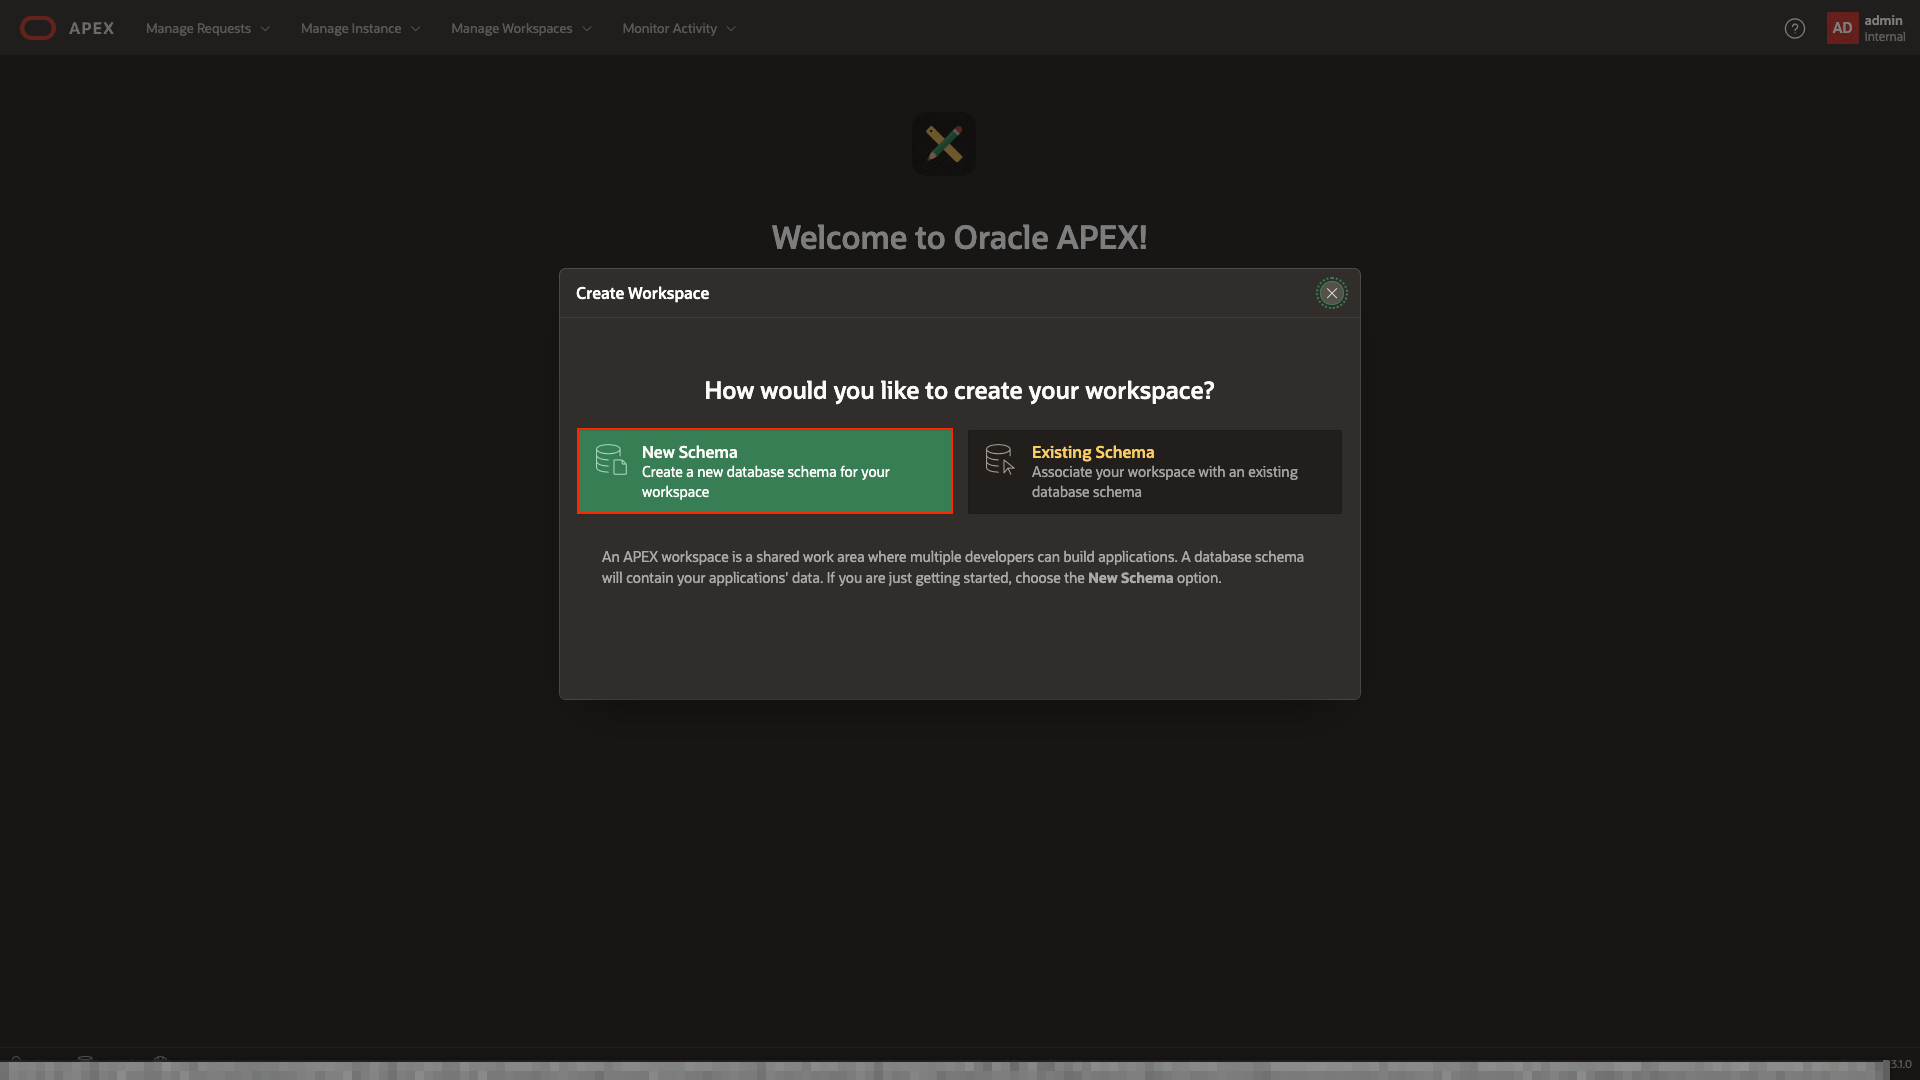 APEX
Manage Requests
Manage Instance
Manage Workspaces
Monitor Activity
?
AD
admin
internal
Welcome to Oracle APEX!
Create Workspace
How would you like to create your workspace?
New Schema
Create a new database schema for your
workspace
Existing Schema
Associate your workspace with an existing
database schema
An APEX workspace is a shared work area where multiple developers can build applications. A database schema
will contain your applications' data. If you are just getting started, choose the New Schema option.